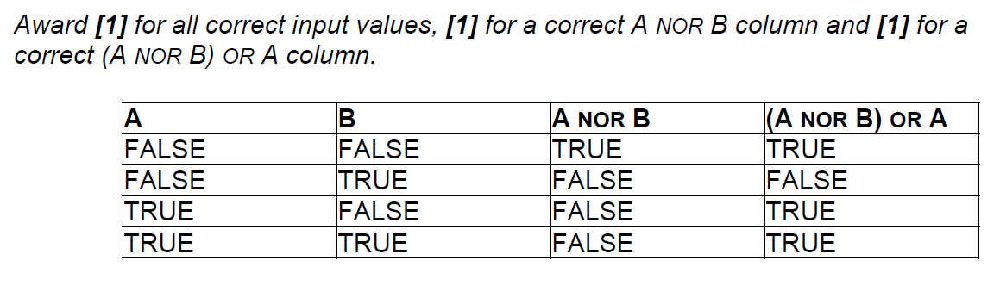 Award [1] for all correct input values, [1] for a correct A NOR B column and [1] for a
correct (A NOR B) OR A column.
A B A NOR B (A NOR B) OR A
FALSE FALSE TRUE TRUE
FALSE TRUE FALSE FALSE
TRUE FALSE FALSE TRUE
TRUE TRUE FALSE TRUE